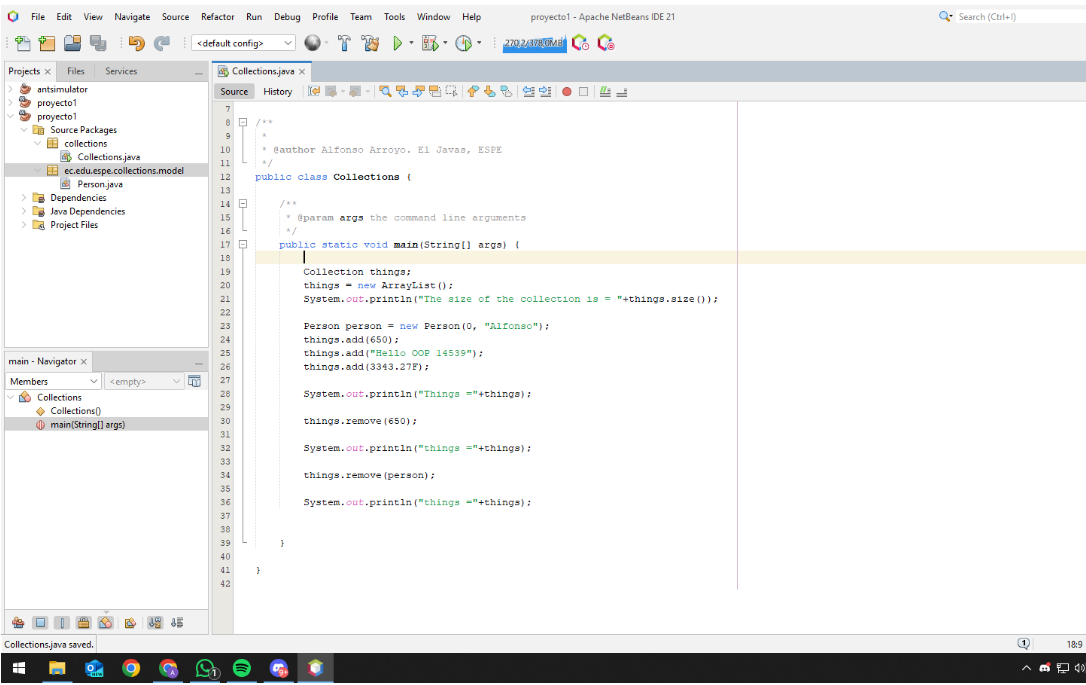 File Edit View Navigate Source Refactor Run Debug Profile Team Tools Window Help
proyecto1 - Apache NetBeans IDE 21
Search (Ctrl+I)
<default config>
270.2/378.0MB
Projects
Files
Services
antsimulator
proyecto1
proyecto1
Source Packages
collections
Collections.java
ec.edu.espe.collections.model
Person.java
Dependencies
Java Dependencies
Project Files
main - Navigator
Members
<empty>
Collections
Collections()
main(String[] args)
Collections.java
Source History
7
8 /**
9 *
10 * @author Alfonso Arroyo. El Javas, ESPE
11 */
12 public class Collections {
13
14 /**
15 * @param args the command line arguments
16 */
17 public static void main(String[] args) {
18
19 Collection things;
20 things = new ArrayList();
21 System.out.println("The size of the collection is = "+things.size());
22
23 Person person = new Person(0, "Alfonso");
24 things.add(650);
25 things.add("Hello OOP 14539");
26 things.add(3343.27F);
27
28 System.out.println("Things ="+things);
29
30 things.remove(650);
31
32 System.out.println("things ="+things);
33
34 things.remove(person);
35
36 System.out.println("things ="+things);
37
38
39 }
40
41 }
42
Collections.java saved.
1
18:9
1
9+